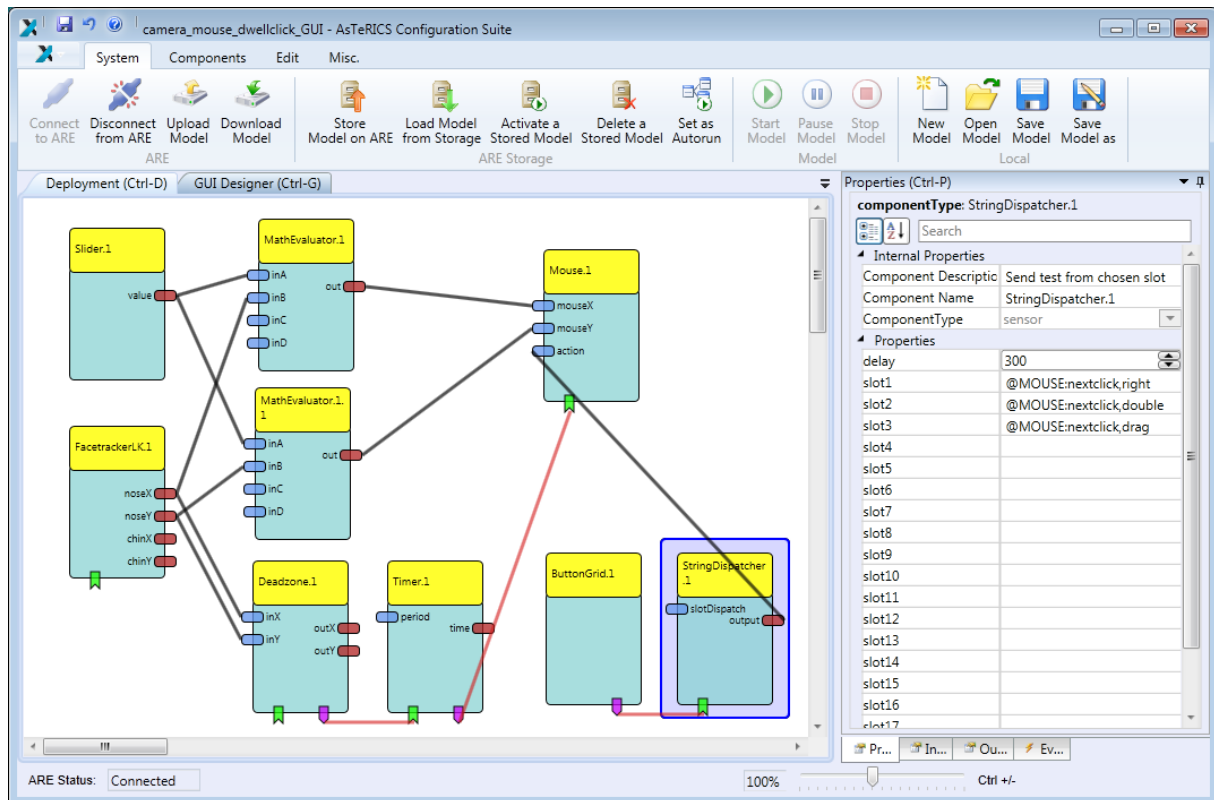 camera_mouse_dwellclick_GUI - AsTeRICS Configuration Suite
System Components Edit Misc.
Connect to ARE
Disconnect from ARE
Upload Model
Download Model
ARE
Store Model on ARE
Load Model from Storage
Activate a Stored Model
Delete a Stored Model
Set as Autorun
ARE Storage
Start Model
Pause Model
Stop Model
Model
New Model
Open Model
Save Model
Save Model as
Local
Deployment (Ctrl-D) GUI Designer (Ctrl-G)
Slider.1
value
MathEvaluator.1
inA
out
inB
inC
inD
Mouse.1
mouseX
mouseY
action
MathEvaluator.1.
1
inA
out
inB
inC
inD
FacetrackerLK.1
noseX
noseY
chinX
chinY
Deadzone.1
inX
outX
inY
outY
Timer.1
period
time
ButtonGrid.1
StringDispatcher
.1
slotDispatch
output
Properties (Ctrl-P)
componentType: StringDispatcher.1
A
Z
Search
Internal Properties
Component Descriptio Send test from chosen slot
Component Name StringDispatcher.1
ComponentType sensor
Properties
delay 300
slot1 @MOUSE:nextclick,right
slot2 @MOUSE:nextclick,double
slot3 @MOUSE:nextclick,drag
slot4
slot5
slot6
slot7
slot8
slot9
slot10
slot11
slot12
slot13
slot14
slot15
slot16
slot17
Pr... In... Ou... Ev...
ARE Status: Connected
100%
Ctrl +/-